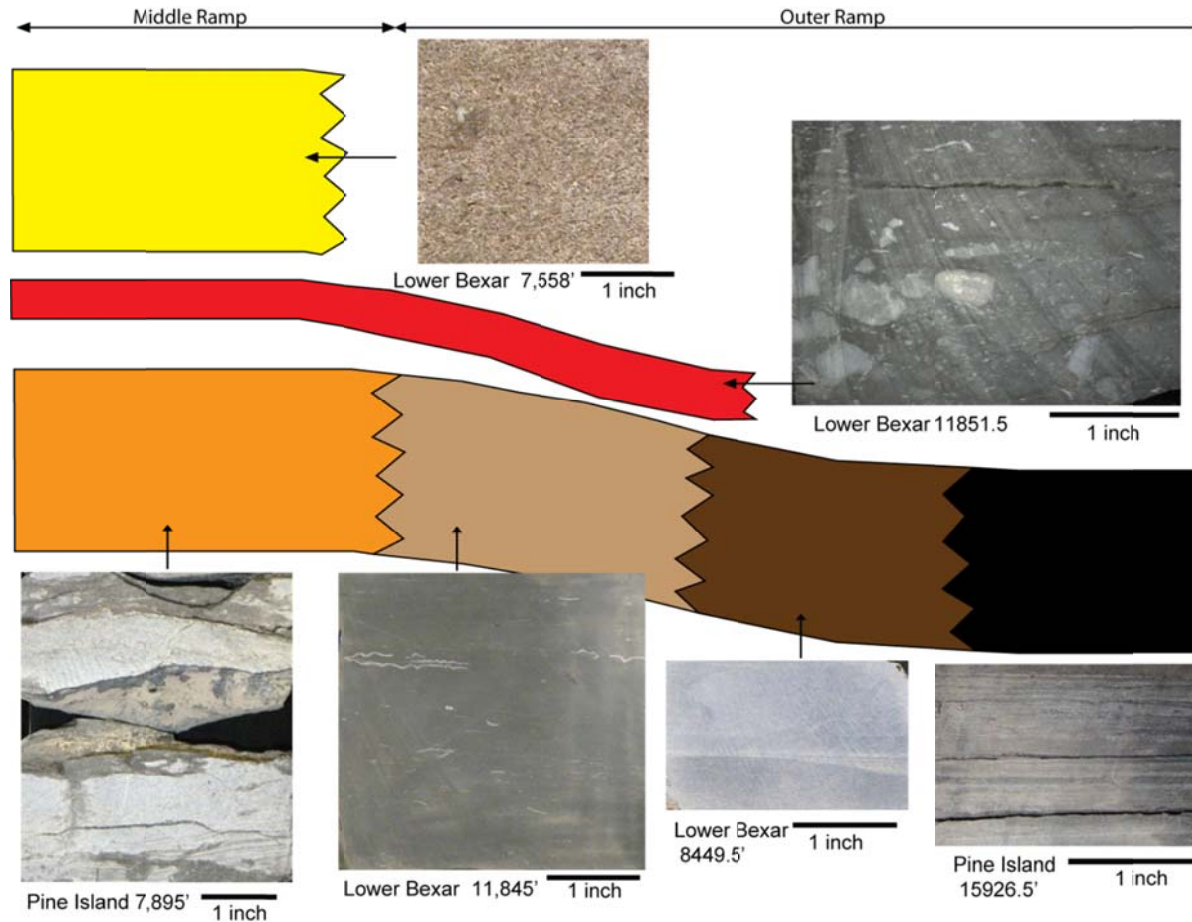 Middle Ramp
Outer Ramp
Lower Bexar 7,558’
1 inch
Lower Bexar 11851.5
1 inch
Pine Island 7,895’
1 inch
Lower Bexar 11,845’
1 inch
Lower Bexar
8449.5’
1 inch
Pine Island
15926.5’
1 inch